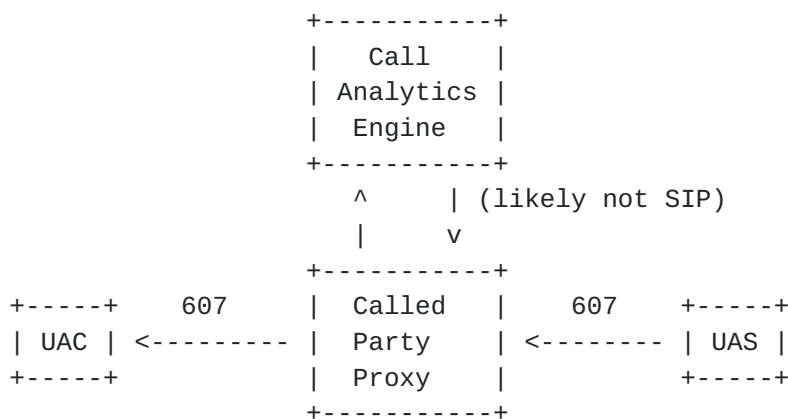 +-----------+
|   Call    |
| Analytics |
|  Engine   |
+-----------+
^     | (likely not SIP)
|     v
+-----------+
+-----+    607     |  Called   |    607    +-----+
| UAC | <--------- |  Party    | <-------- | UAS |
+-----+            |  Proxy    |           +-----+
+-----------+